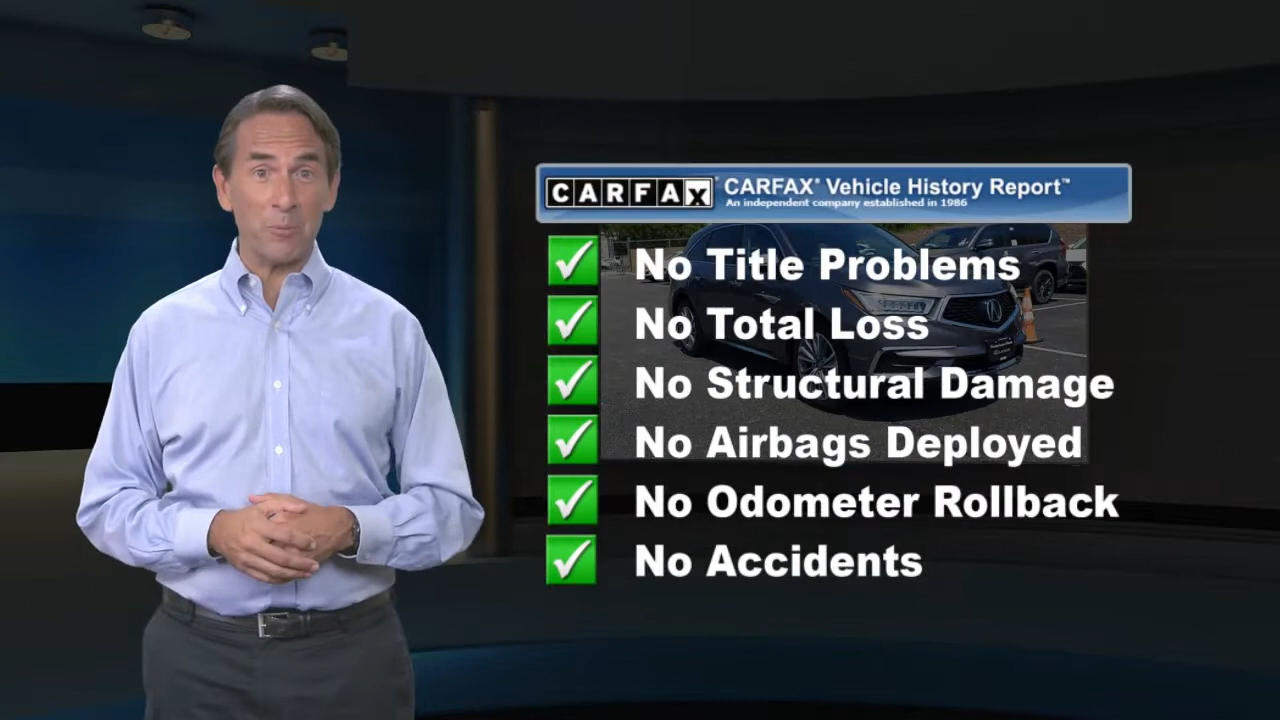 CARFAX® CARFAX® Vehicle History Report™
An independent company established in 1986
No Title Problems
No Total Loss
No Structural Damage
No Airbags Deployed
No Odometer Rollback
No Accidents